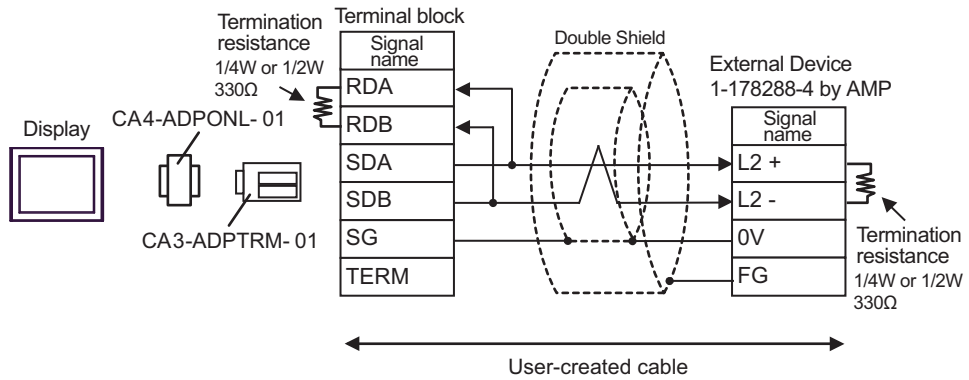 Termination
resistance
1/4W or 1/2W
330Ω
Terminal block
Signal
name
RDA
RDB
SDA
SDB
SG
TERM
Double Shield
External Device
1-178288-4 by AMP
Signal
name
L2 +
L2 -
0V
FG
Termination
resistance
1/4W or 1/2W
330Ω
Display
CA4-ADPONL- 01
CA3-ADPTRM- 01
User-created cable